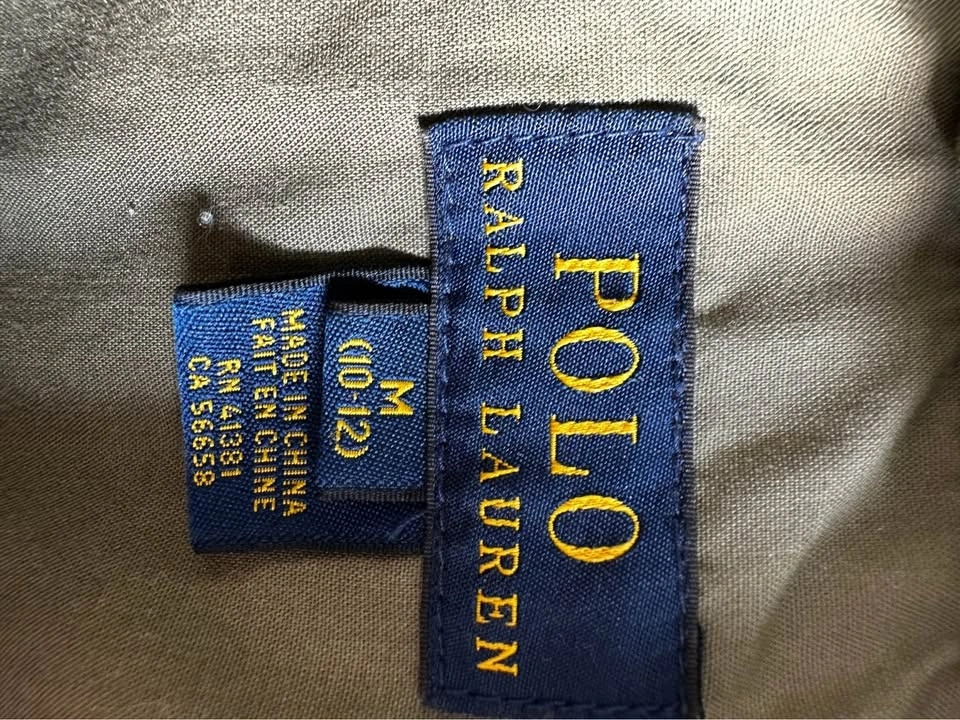 POLO
RALPH LAUREN
M
(10-12)
MADE IN CHINA
FAIT EN CHINE
RN 41381
CA 56658